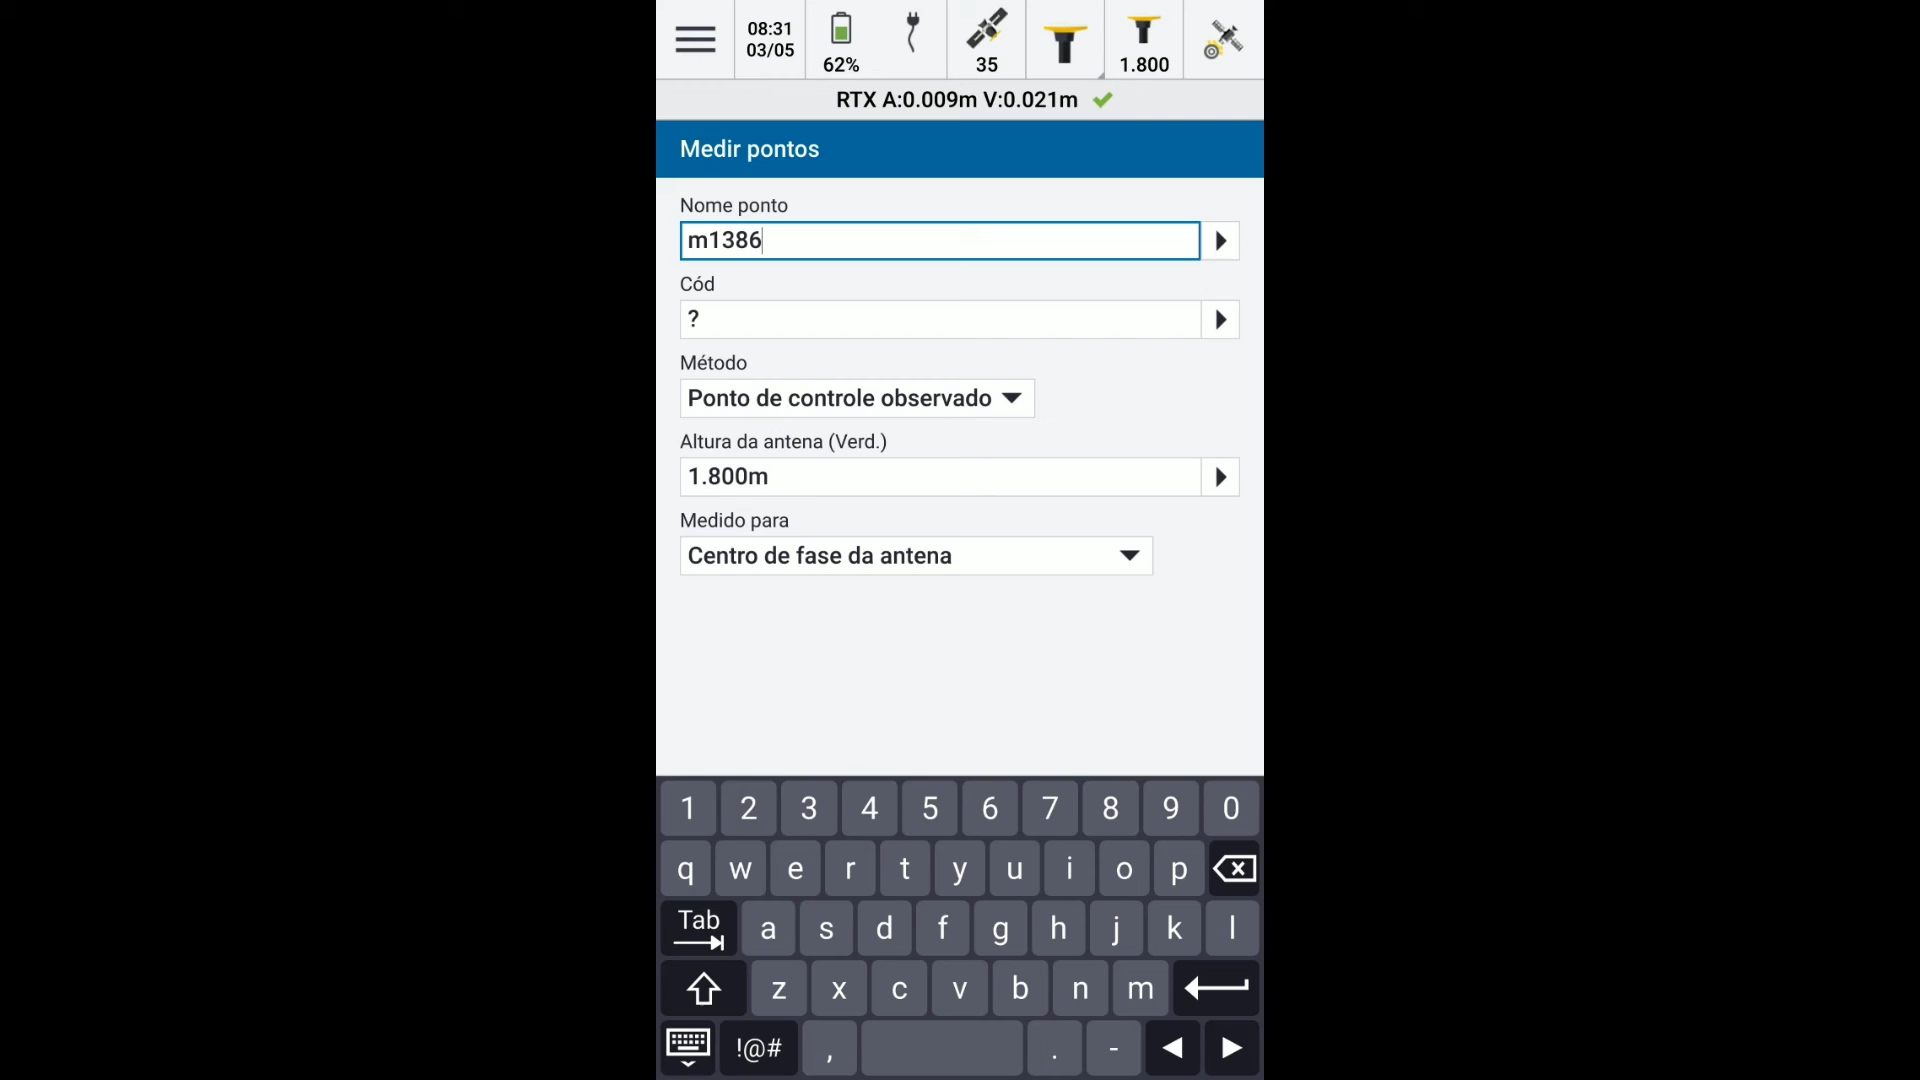 08:31
03/05
62%
35
1.800
RTX A:0.009m V:0.021m
Medir pontos
Nome ponto
m1386
Cód
?
Método
Ponto de controle observado
Altura da antena (Verd.)
1.800m
Medido para
Centro de fase da antena
1 2 3 4 5 6 7 8 9 0
q w e r t y u i o p
Tab a s d f g h j k l
z x c v b n m
!@# , . -